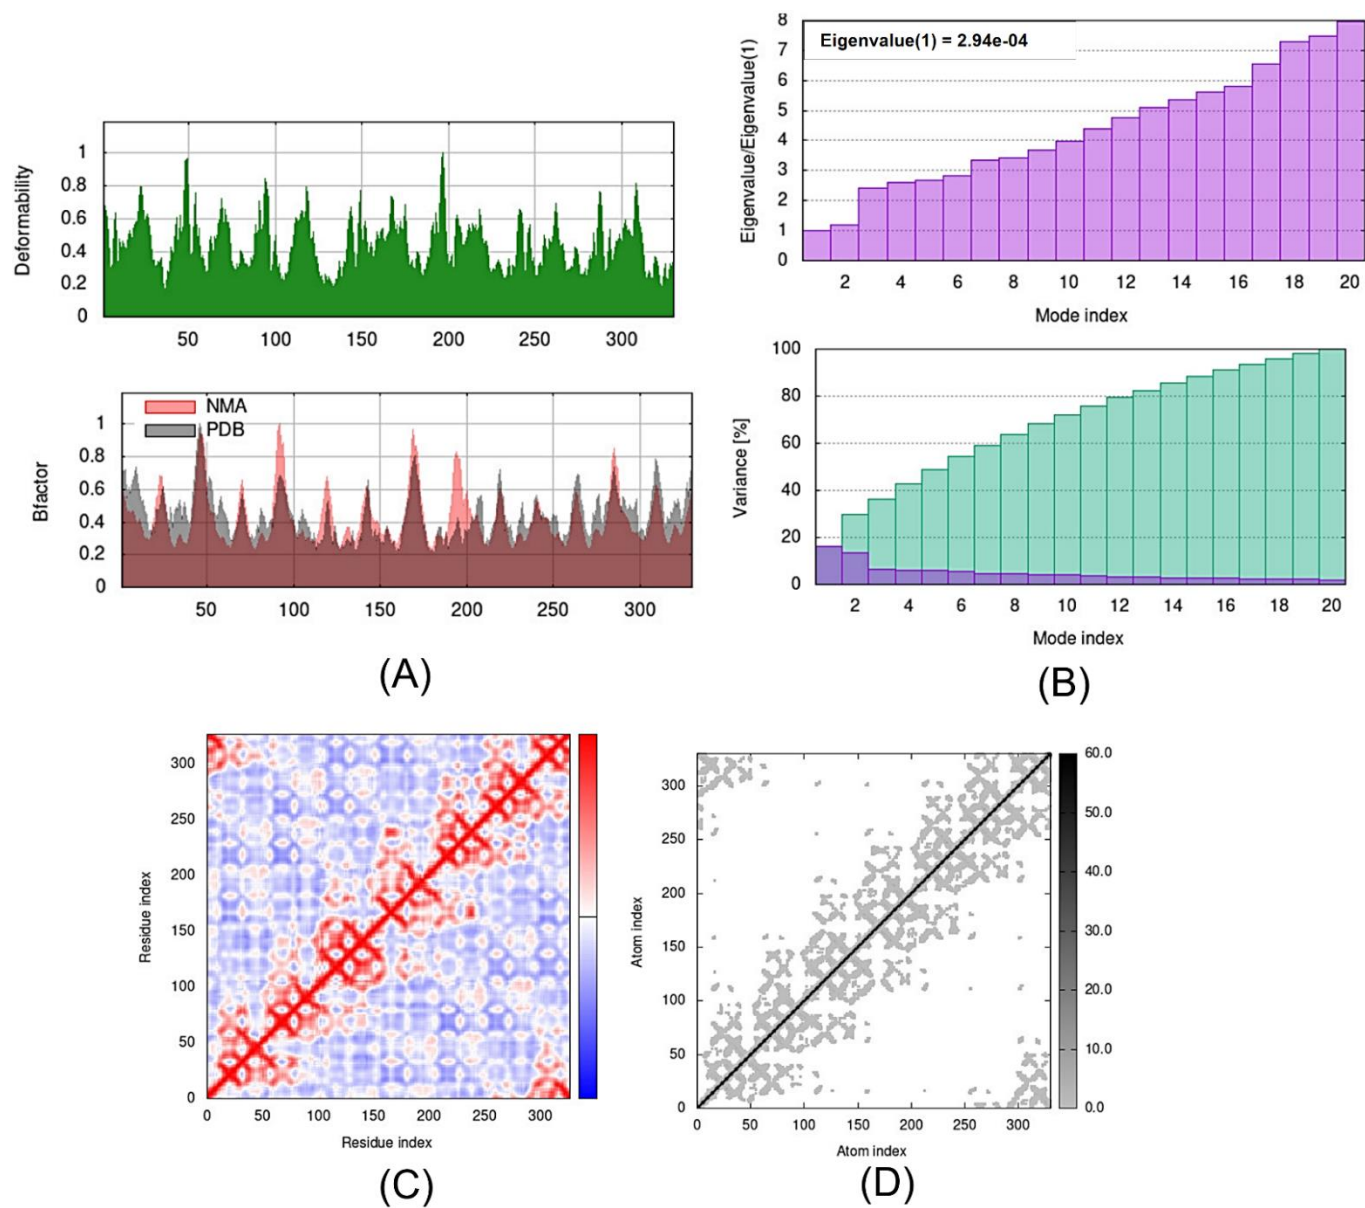 Deformability
1
0.8
0.6
0.4
0.2
0
50 100 150 200 250 300
Bfactor
NMA
PDB
1
0.8
0.6
0.4
0.2
0
50 100 150 200 250 300
(A)
Eigenvalue(1) = 2.94e-04
Eigenvalue/Eigenvalue(1)
8
7
6
5
4
3
2
1
0
2 4 6 8 10 12 14 16 18 20
Mode index
Variance [%]
100
80
60
40
20
0
2 4 6 8 10 12 14 16 18 20
Mode index
(B)
Residue index
300
250
200
150
100
50
0
0 50 100 150 200 250 300
Residue index
(C)
Atom index
300
250
200
150
100
50
0
0 50 100 150 200 250 300
Atom index
60.0
50.0
40.0
30.0
20.0
10.0
0.0
(D)